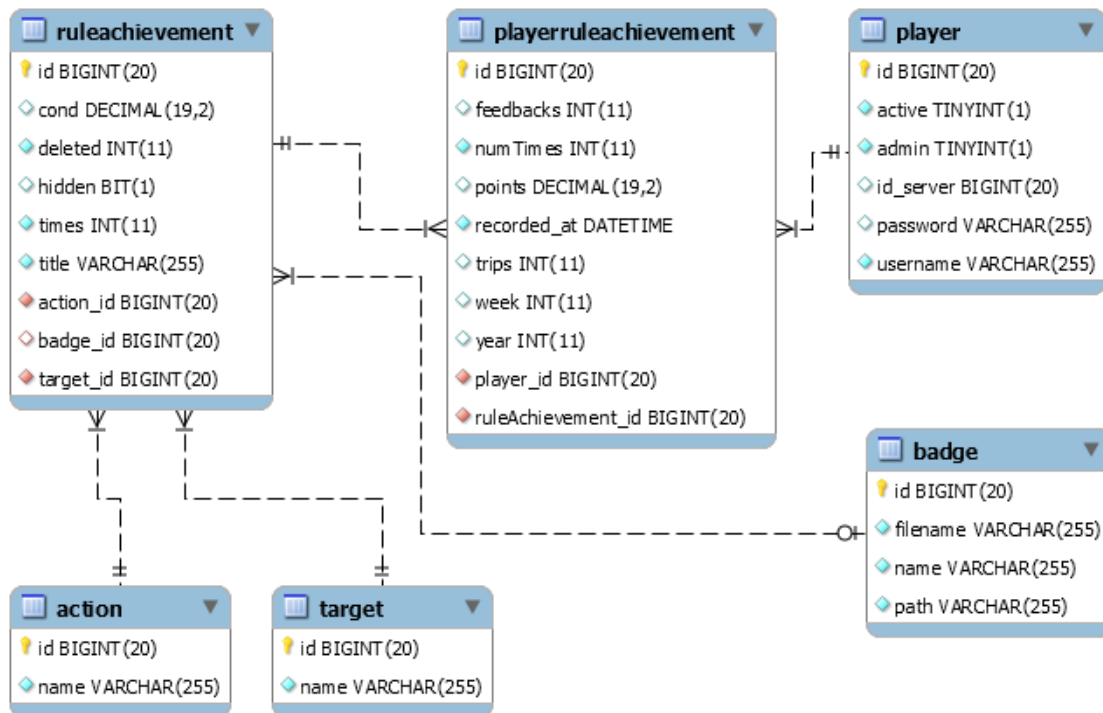 ruleachievement
id BIGINT(20)
cond DECIMAL(19,2)
deleted INT(11)
hidden BIT(1)
times INT(11)
title VARCHAR(255)
action_id BIGINT(20)
badge_id BIGINT(20)
target_id BIGINT(20)
playerruleachievement
id BIGINT(20)
feedbacks INT(11)
numTimes INT(11)
points DECIMAL(19,2)
recorded_at DATETIME
trips INT(11)
week INT(11)
year INT(11)
player_id BIGINT(20)
ruleAchievement_id BIGINT(20)
player
id BIGINT(20)
active TINYINT(1)
admin TINYINT(1)
id_server BIGINT(20)
password VARCHAR(255)
username VARCHAR(255)
badge
id BIGINT(20)
filename VARCHAR(255)
name VARCHAR(255)
path VARCHAR(255)
action
id BIGINT(20)
name VARCHAR(255)
target
id BIGINT(20)
name VARCHAR(255)